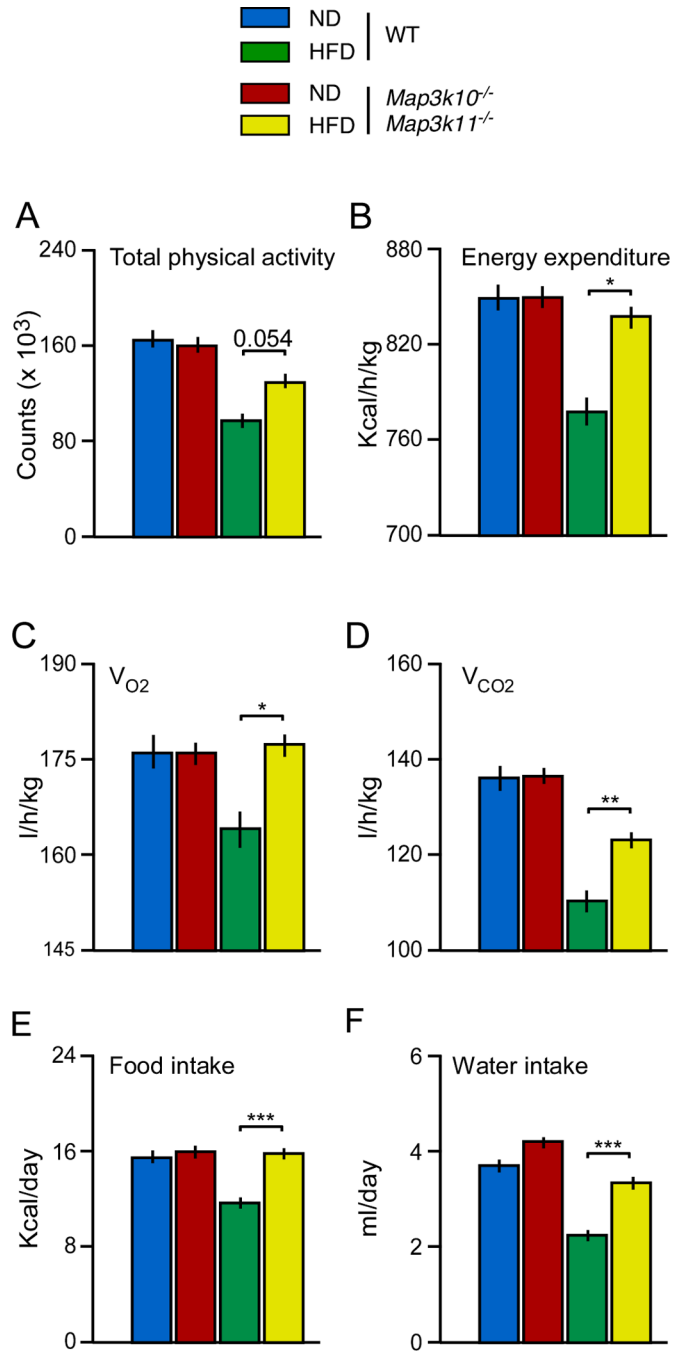 ND
HFD
WT
ND
HFD
Map3k10-/-
Map3k11-/-
A
Total physical activity
Counts (x 10³)
240
160
80
0
0.054
B
Energy expenditure
Kcal/h/kg
880
820
760
700
*
C
VO2
l/h/kg
190
175
160
145
*
D
VCO2
l/h/kg
160
140
120
100
**
E
Food intake
Kcal/day
24
16
8
0
***
F
Water intake
ml/day
6
4
2
0
***